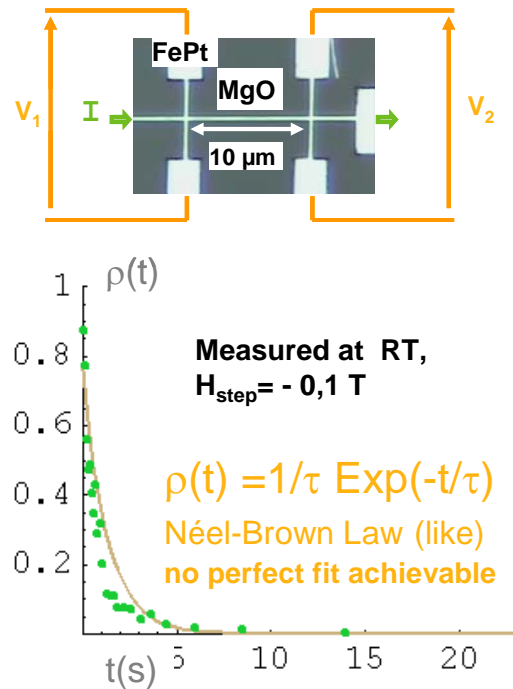 FePt
MgO
V1
I
V2
10 µm
ρ(t)
1
0.8
0.6
0.4
0.2
Measured at RT,
Hstep= - 0,1 T
ρ(t) =1/τ Exp(-t/τ)
Néel-Brown Law (like)
no perfect fit achievable
t(s) 5 10 15 20